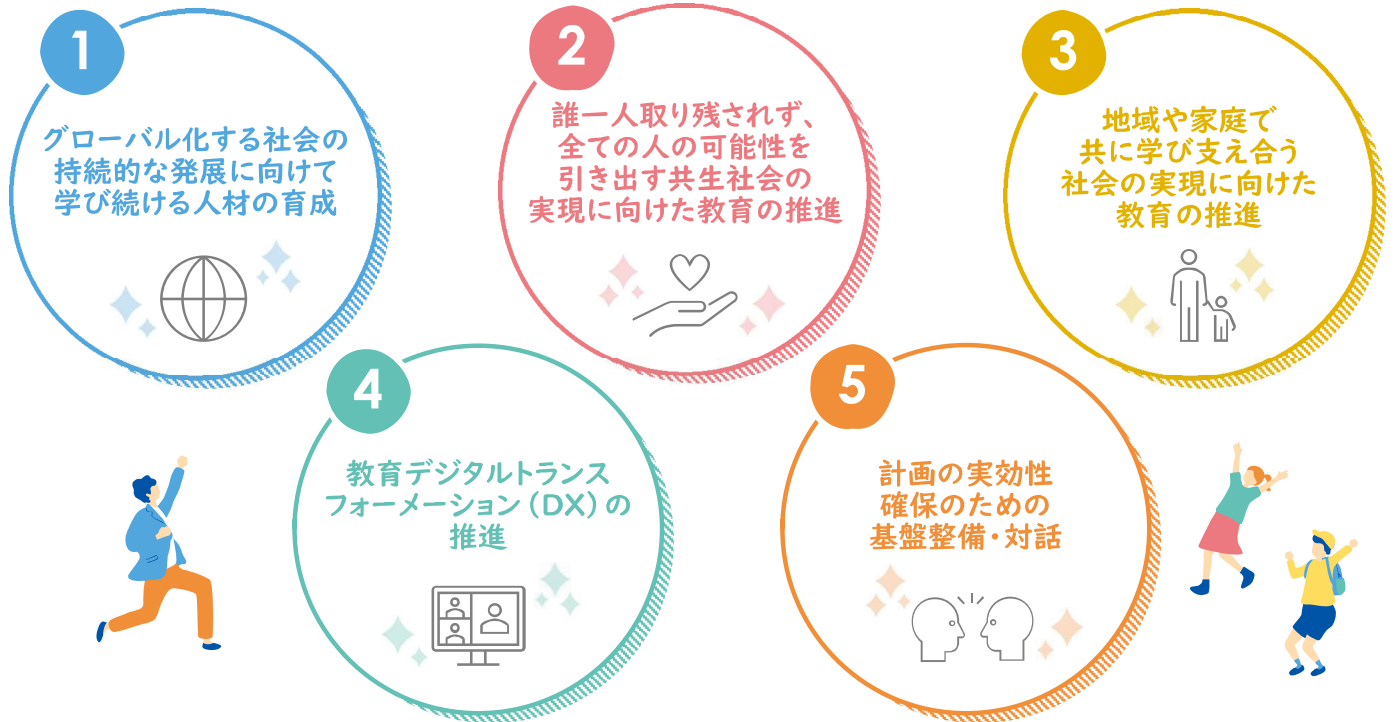 1
グローバル化する社会の
持続的な発展に向けて
学び続ける人材の育成
2
誰一人取り残されず、
全ての人の可能性を
引き出す共生社会の
実現に向けた教育の推進
3
地域や家庭で
共に学び支え合う
社会の実現に向けた
教育の推進
4
教育デジタルトランス
フォーメーション(DX)の
推進
5
計画の実効性
確保のための
基盤整備・対話